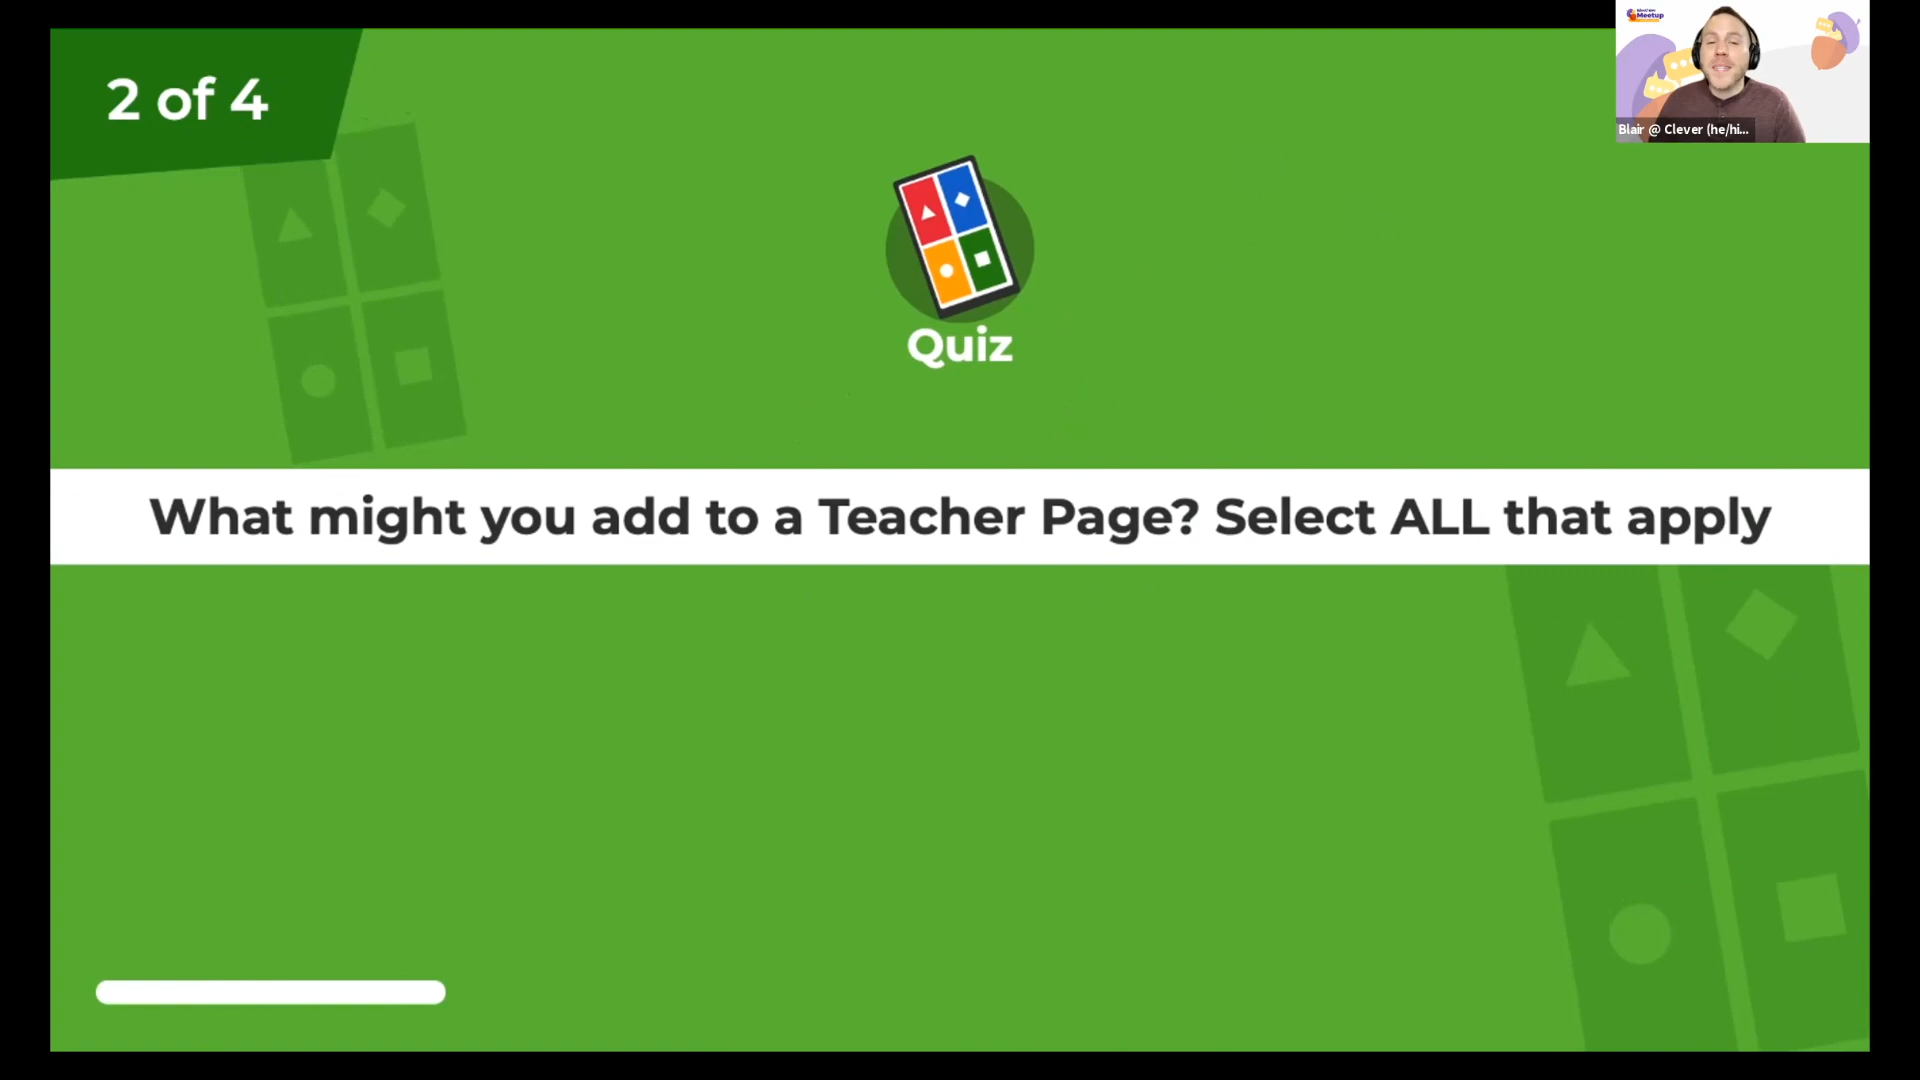 2 of 4
Meetup
Blair @ Clever (he/hi...
Quiz
What might you add to a Teacher Page? Select ALL that apply